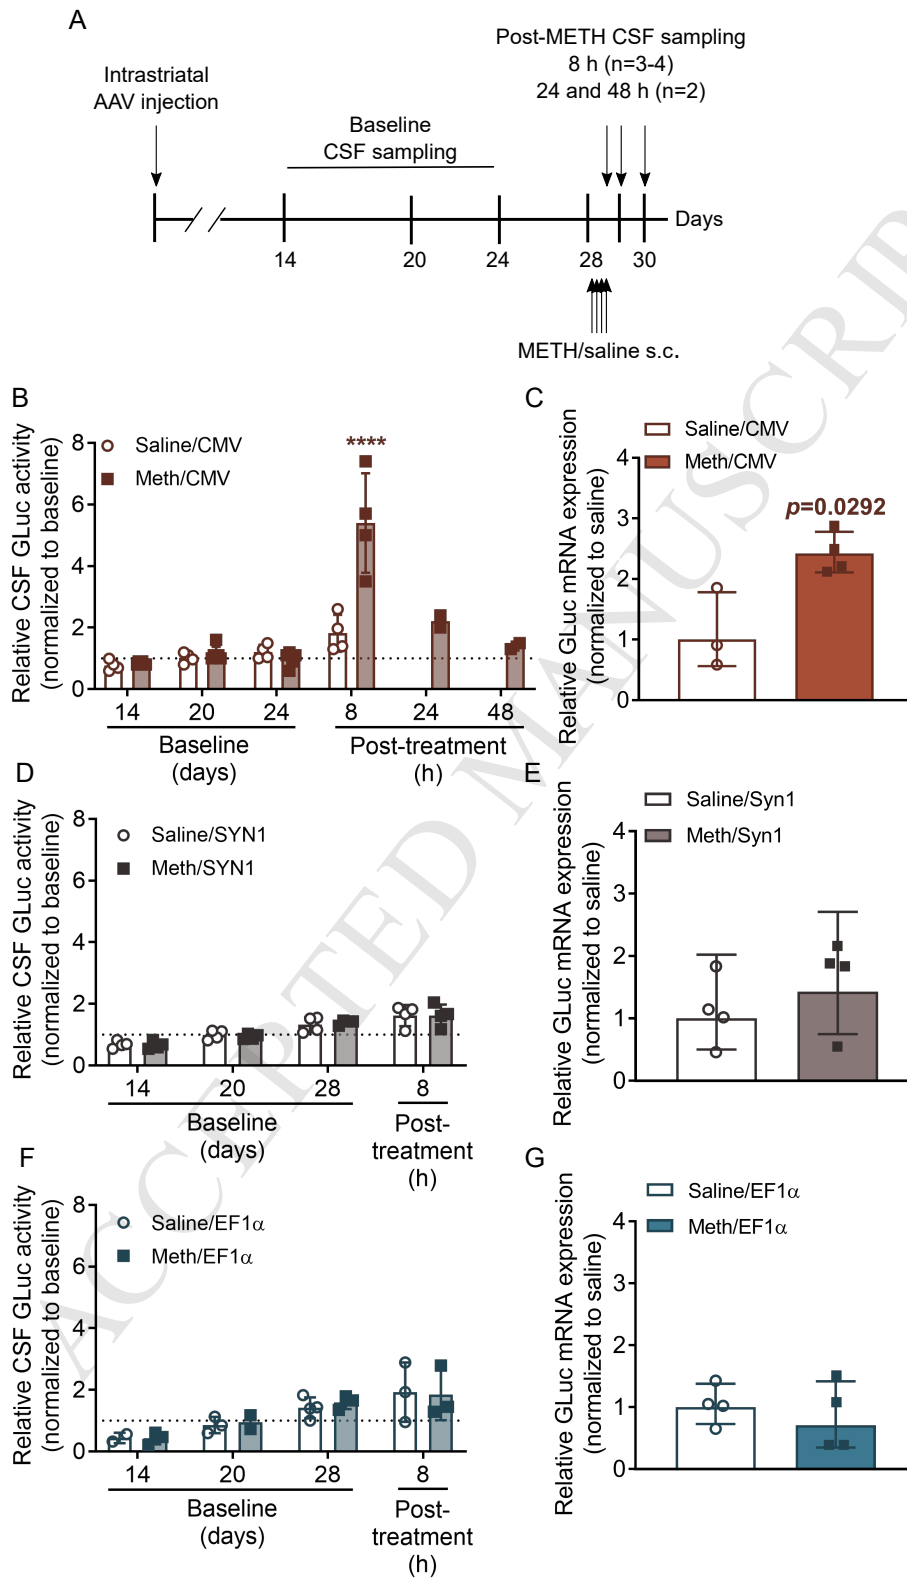 A
Intrastriatal
AAV injection
Baseline
CSF sampling
Post-METH CSF sampling
8 h (n=3-4)
24 and 48 h (n=2)
Days
14
20
24
28
30
METH/saline s.c.
B
Relative CSF GLuc activity
(normalized to baseline)
8
6
4
2
0
Saline/CMV
Meth/CMV
****
14
20
24
8
24
48
Baseline
(days)
Post-treatment
(h)
C
Relative GLuc mRNA expression
(normalized to saline)
4
3
2
1
0
Saline/CMV
Meth/CMV
p=0.0292
D
Relative CSF GLuc activity
(normalized to baseline)
8
6
4
2
0
Saline/SYN1
Meth/SYN1
14
20
28
8
Baseline
(days)
Post-
treatment
(h)
E
Relative GLuc mRNA expression
(normalized to saline)
4
3
2
1
0
Saline/Syn1
Meth/Syn1
F
Relative CSF GLuc activity
(normalized to baseline)
8
6
4
2
0
Saline/EF1α
Meth/EF1α
14
20
28
8
Baseline
(days)
Post-
treatment
(h)
G
Relative GLuc mRNA expression
(normalized to saline)
4
3
2
1
0
Saline/EF1α
Meth/EF1α
ACCEPTED MANUSCRIP